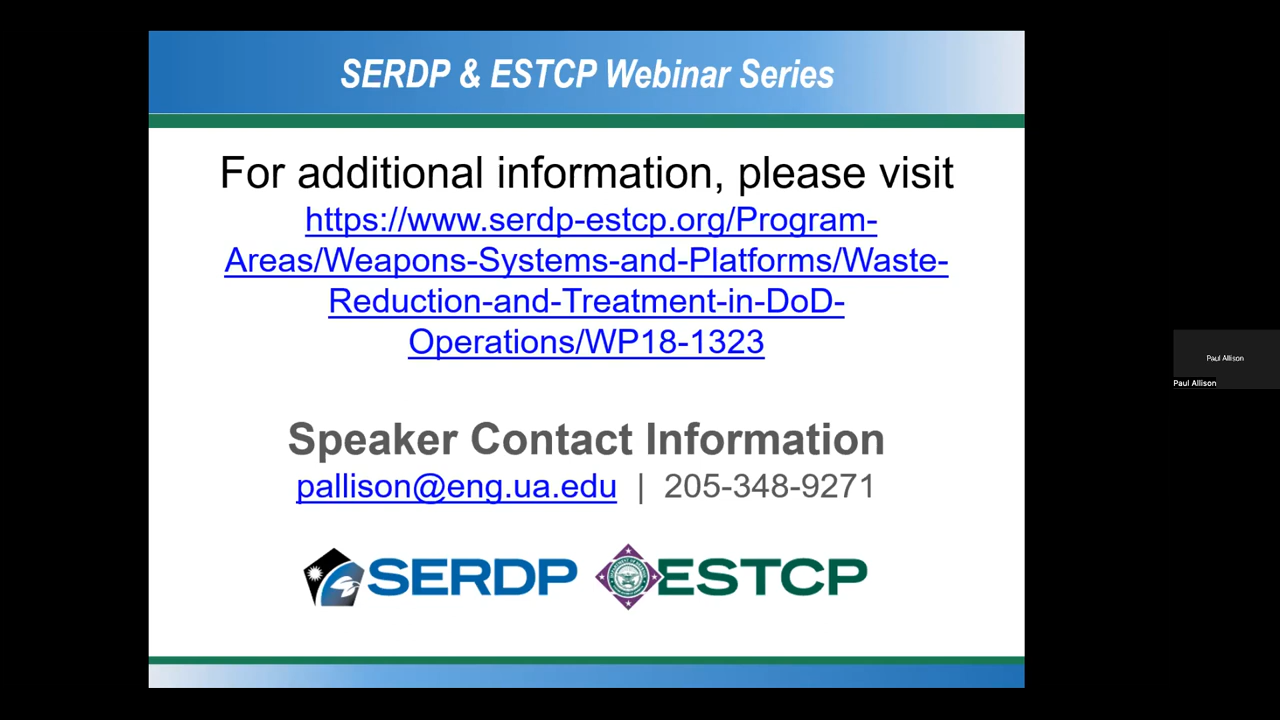 SERDP & ESTCP Webinar Series
For additional information, please visit
https://www.serdp-estcp.org/Program-
Areas/Weapons-Systems-and-Platforms/Waste-
Reduction-and-Treatment-in-DoD-
Operations/WP18-1323
Speaker Contact Information
pallison@eng.ua.edu | 205-348-9271
SERDP ESTCP
Paul Allison
Paul Allison